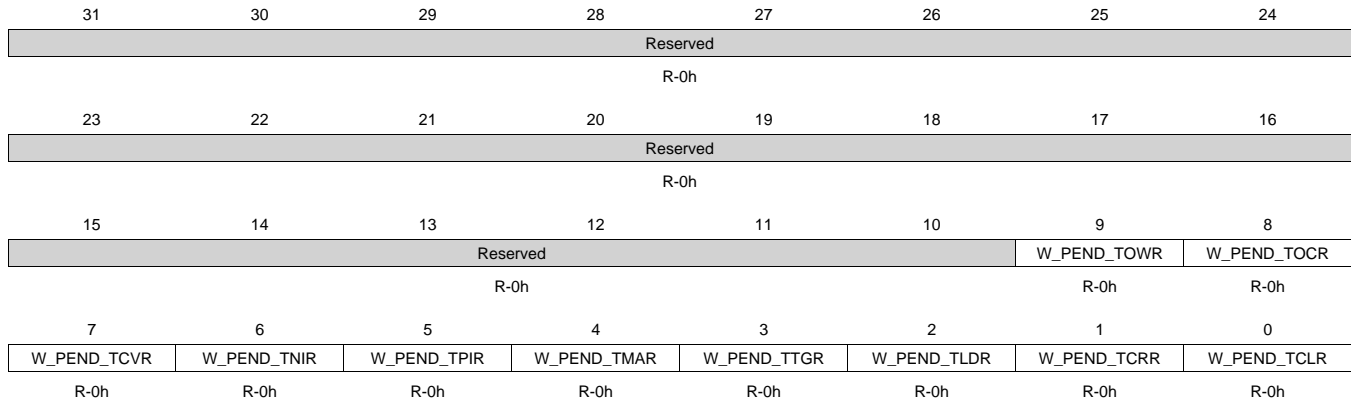 31 30 29 28 27 26 25 24
Reserved
R-0h
23 22 21 20 19 18 17 16
Reserved
R-0h
15 14 13 12 11 10 9 8
Reserved W_PEND_TOWR W_PEND_TOCR
R-0h R-0h R-0h
7 6 5 4 3 2 1 0
W_PEND_TCVR W_PEND_TNIR W_PEND_TPIR W_PEND_TMAR W_PEND_TTGR W_PEND_TLDR W_PEND_TCRR W_PEND_TCLR
R-0h R-0h R-0h R-0h R-0h R-0h R-0h R-0h